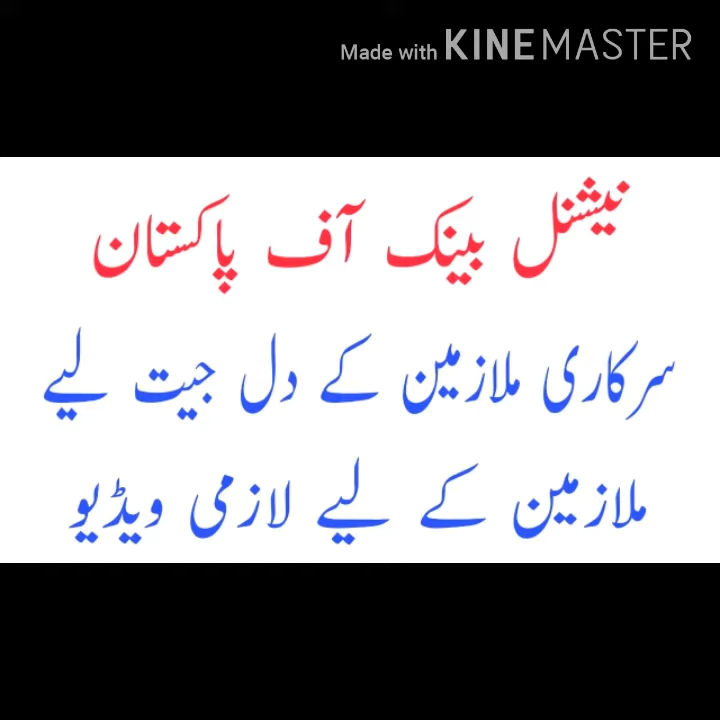 Made with KINEMASTER
نیشنل بینک آف پاکستان
سرکاری ملازمین کے دل جیت لیے
ملازمین کے لیے لازمی ویڈیو